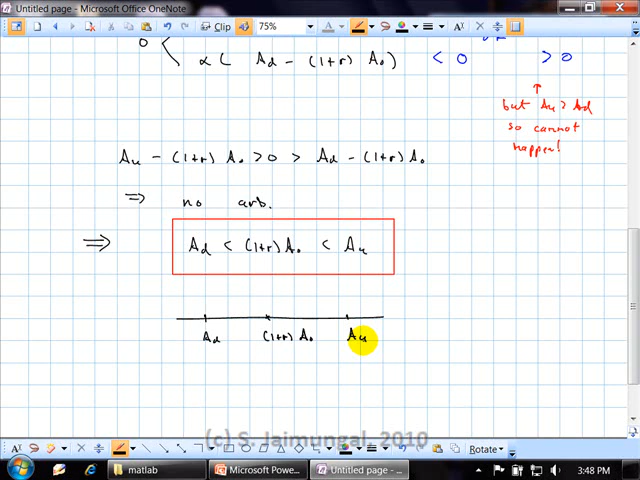 Untitled page - Microsoft Office OneNote
Clip
75%
0
α ( Ad - (1+r) A0 ) < 0 > 0
but Au > Ad
so cannot
happen!
Au - (1+r) A0 > 0 > Ad - (1+r) A0
⇒ no arb.
⇒ Ad < (1+r) A0 < Au
Ad (1+r) A0 Au
(c) S. Jaimungal, 2010
Rotate
matlab
Microsoft Powe...
Untitled page - ...
3:48 PM